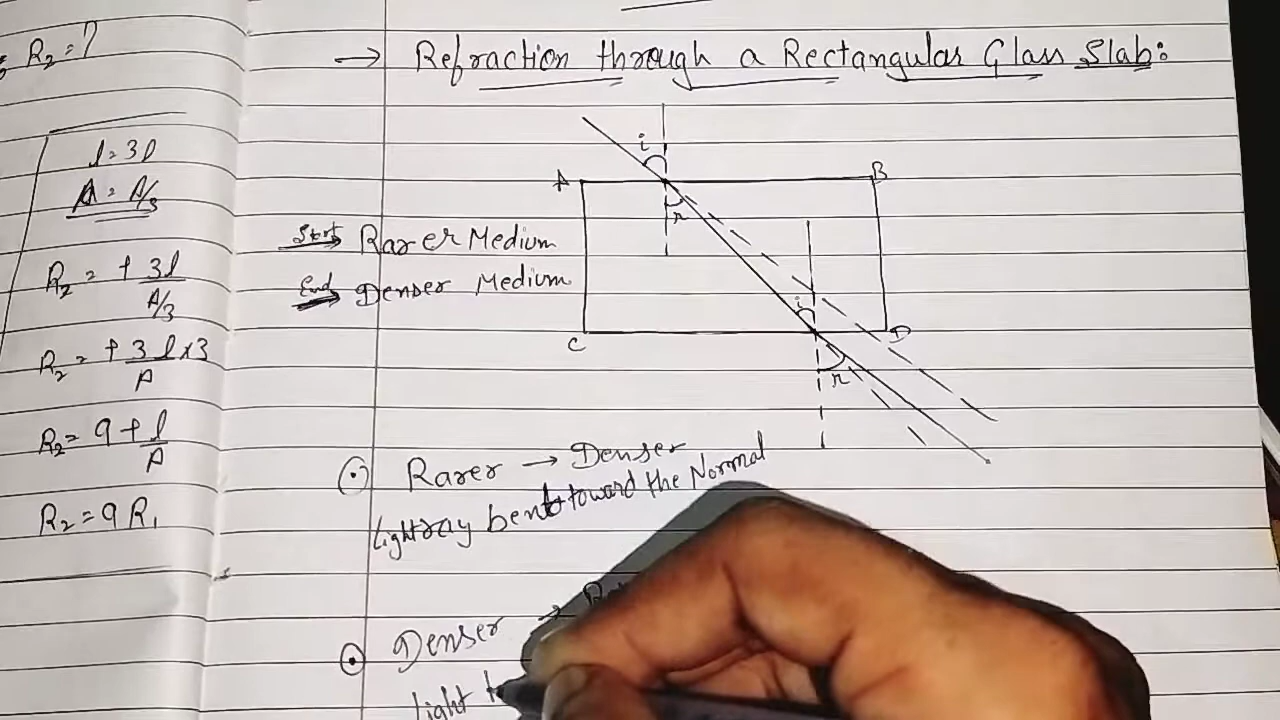 R₂ = ?
l = 3l
A = A/3
R₂ = ρ 3l
A/3
R₂ = ρ 3l×3
A
R₂ = 9 ρ l
A
R₂ = 9 R₁
→ Refraction through a Rectangular Glass Slab:
i
A
B
r
Start → Rarer Medium
End → Denser Medium
i
C
D
r
Rarer → Denser
Light ray bent toward the Normal
Denser →
Light